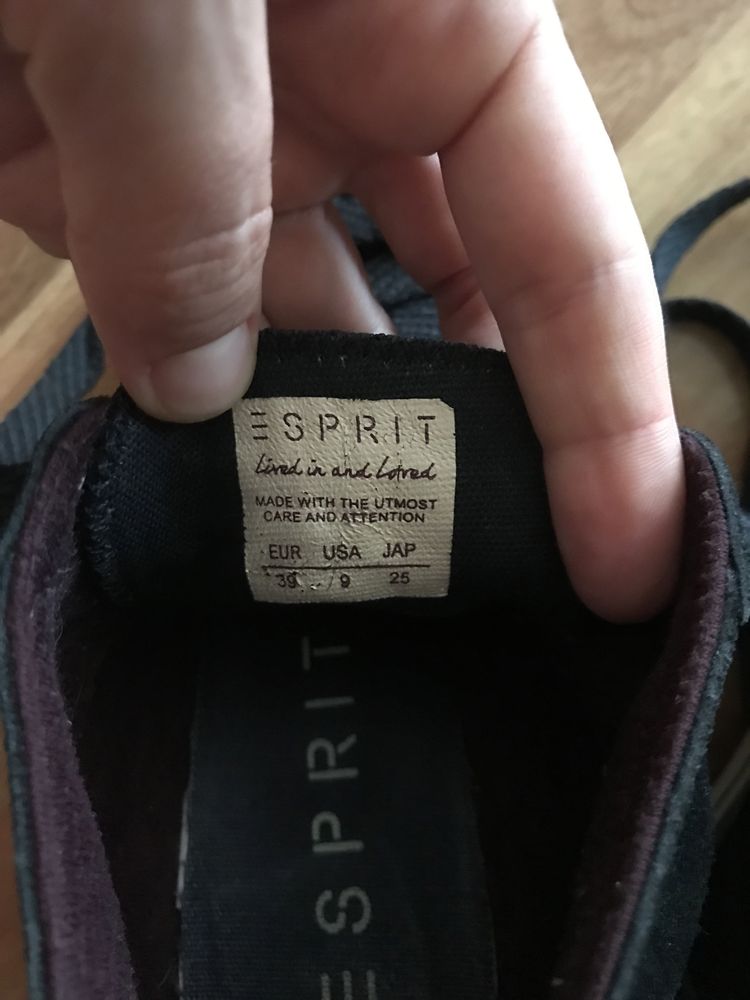 ESPRIT
Lived in and Loved
MADE WITH THE UTMOST
CARE AND ATTENTION
EUR USA JAP
39 9 25
ESPRIT